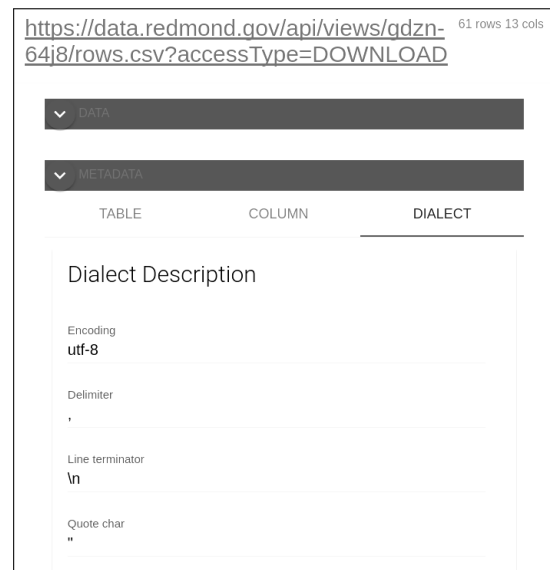 https://data.redmond.gov/api/views/gdzn-
64j8/rows.csv?accessType=DOWNLOAD
61 rows 13 cols
DATA
METADATA
TABLE COLUMN DIALECT
Dialect Description
Encoding
utf-8
Delimiter
,
Line terminator
\n
Quote char
"